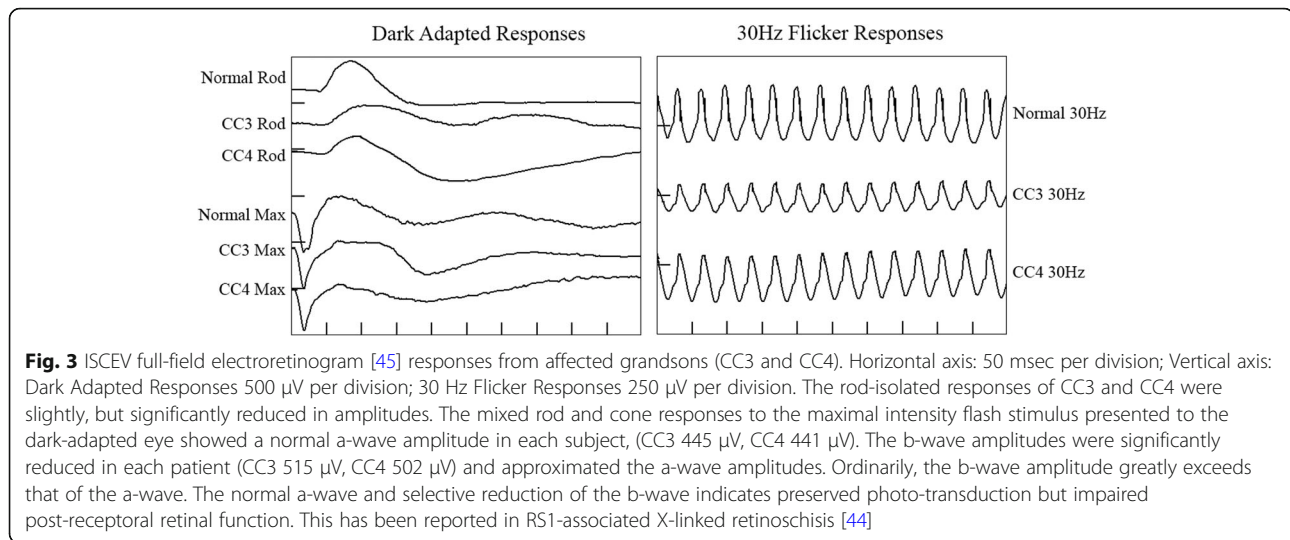 Dark Adapted Responses
30Hz Flicker Responses
Normal Rod
CC3 Rod
CC4 Rod
Normal Max
CC3 Max
CC4 Max
Normal 30Hz
CC3 30Hz
CC4 30Hz
Fig. 3 ISCEV full-field electroretinogram [45] responses from affected grandsons (CC3 and CC4). Horizontal axis: 50 msec per division; Vertical axis:
Dark Adapted Responses 500 μV per division; 30 Hz Flicker Responses 250 μV per division. The rod-isolated responses of CC3 and CC4 were
slightly, but significantly reduced in amplitudes. The mixed rod and cone responses to the maximal intensity flash stimulus presented to the
dark-adapted eye showed a normal a-wave amplitude in each subject, (CC3 445 μV, CC4 441 μV). The b-wave amplitudes were significantly
reduced in each patient (CC3 515 μV, CC4 502 μV) and approximated the a-wave amplitudes. Ordinarily, the b-wave amplitude greatly exceeds
that of the a-wave. The normal a-wave and selective reduction of the b-wave indicates preserved photo-transduction but impaired
post-receptoral retinal function. This has been reported in RS1-associated X-linked retinoschisis [44]